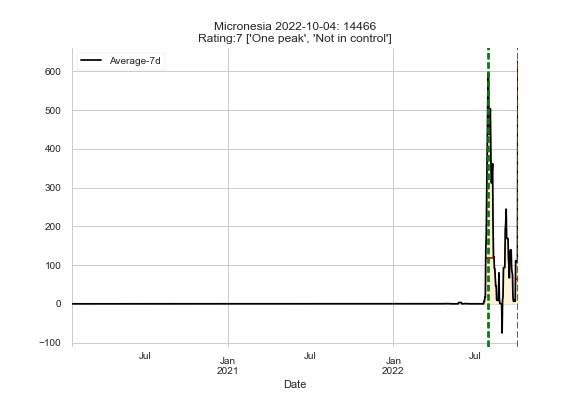 Micronesia 2022-10-04: 14466
Rating:7 ['One peak', 'Not in control']
Average-7d
600
500
400
300
200
100
0
−100
Jul
Jan
2021
Jul
Jan
2022
Jul
Date